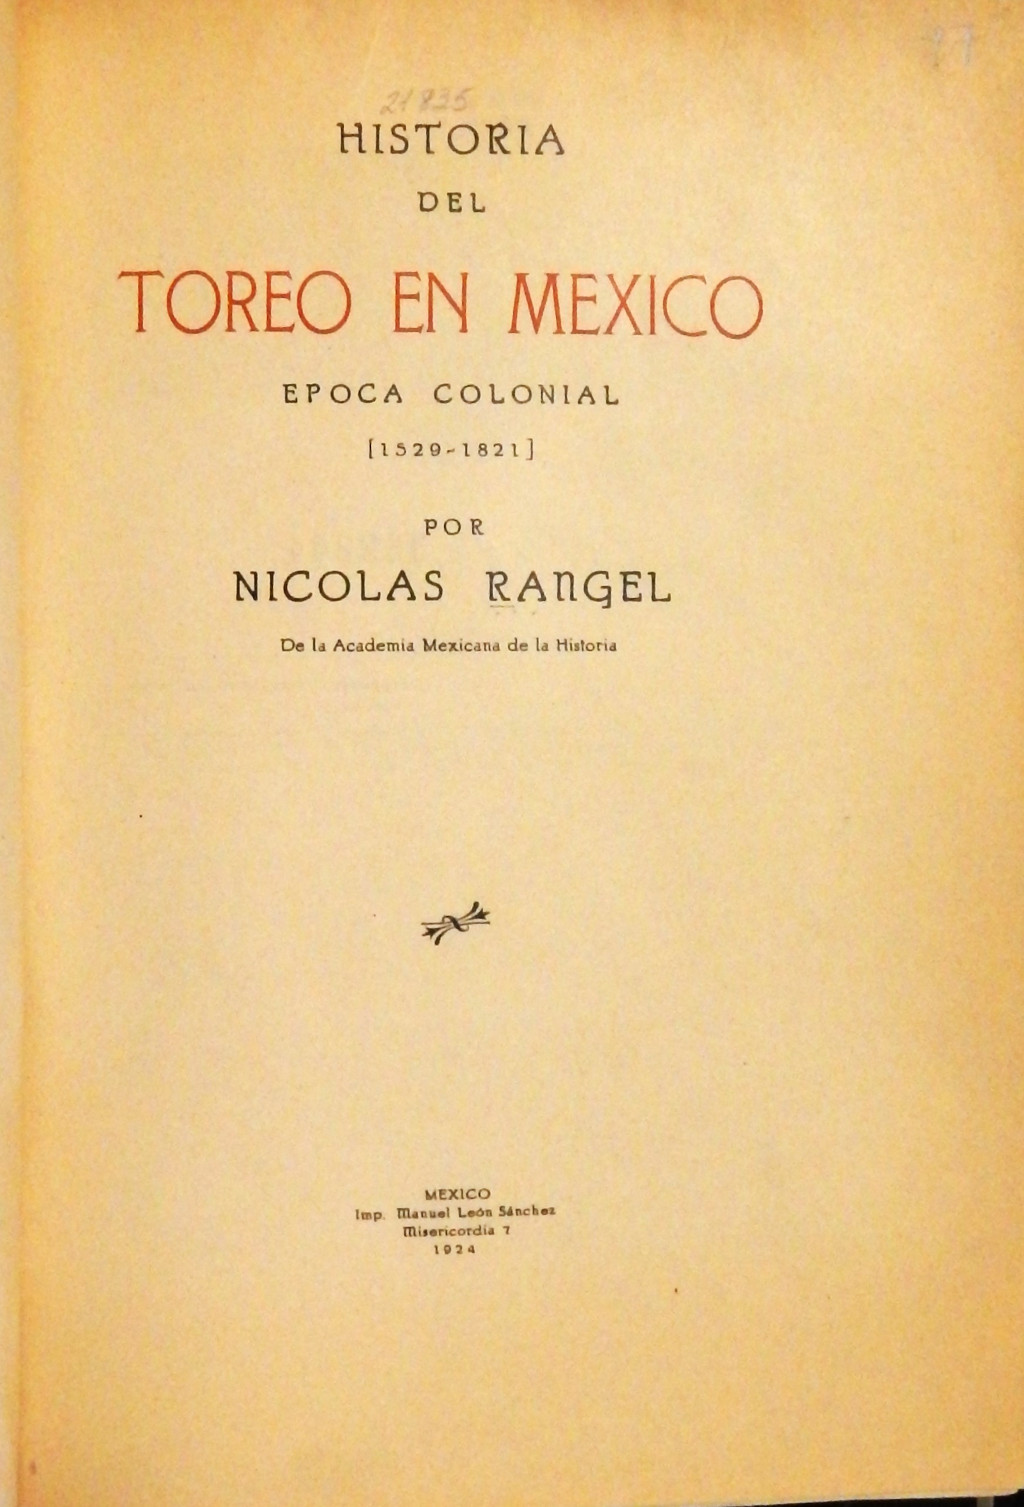 21835
HISTORIA
DEL
TOREO EN MEXICO
EPOCA COLONIAL
[1529-1821]
POR
NICOLAS RANGEL
De la Academia Mexicana de la Historia
MEXICO
Imp. Manuel León Sánchez
Misericordia 7
1924